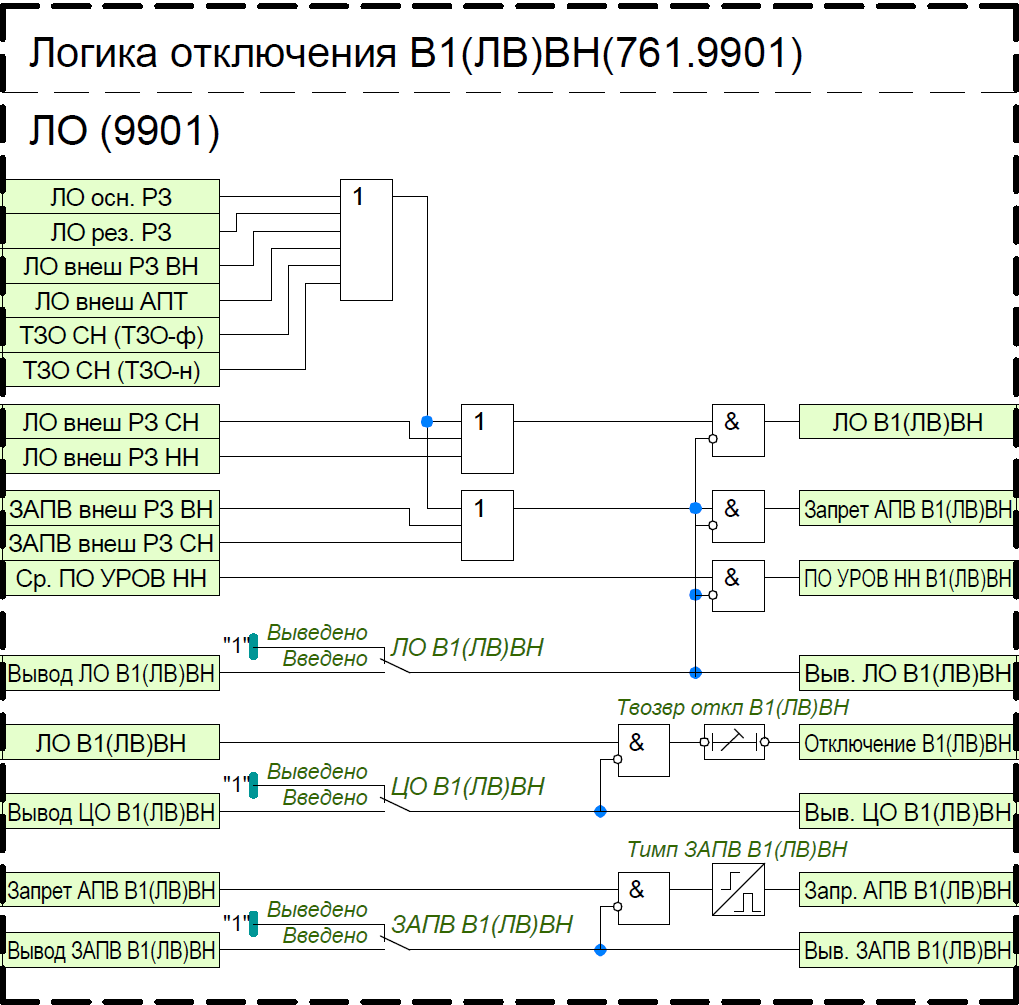 Логика отключения В1(ЛВ)ВН(761.9901)
ЛО (9901)
ЛО осн. РЗ
1
ЛО рез. РЗ
ЛО внеш РЗ ВН
ЛО внеш АПТ
ТЗО СН (ТЗО-ф)
ТЗО СН (ТЗО-н)
ЛО внеш РЗ СН
1
&
ЛО В1(ЛВ)ВН
ЛО внеш РЗ НН
ЗАПВ внеш РЗ ВН
1
&
Запрет АПВ В1(ЛВ)ВН
ЗАПВ внеш РЗ СН
Ср. ПО УРОВ НН
&
ПО УРОВ НН В1(ЛВ)ВН
"1"
Выведено
ЛО В1(ЛВ)ВН
Введено
Вывод ЛО В1(ЛВ)ВН
Выв. ЛО В1(ЛВ)ВН
Твозвр откл В1(ЛВ)ВН
ЛО В1(ЛВ)ВН
&
Отключение В1(ЛВ)ВН
"1"
Выведено
ЦО В1(ЛВ)ВН
Введено
Вывод ЦО В1(ЛВ)ВН
Выв. ЦО В1(ЛВ)ВН
Тимп ЗАПВ В1(ЛВ)ВН
Запрет АПВ В1(ЛВ)ВН
&
Запр. АПВ В1(ЛВ)ВН
"1"
Выведено
ЗАПВ В1(ЛВ)ВН
Введено
Вывод ЗАПВ В1(ЛВ)ВН
Выв. ЗАПВ В1(ЛВ)ВН